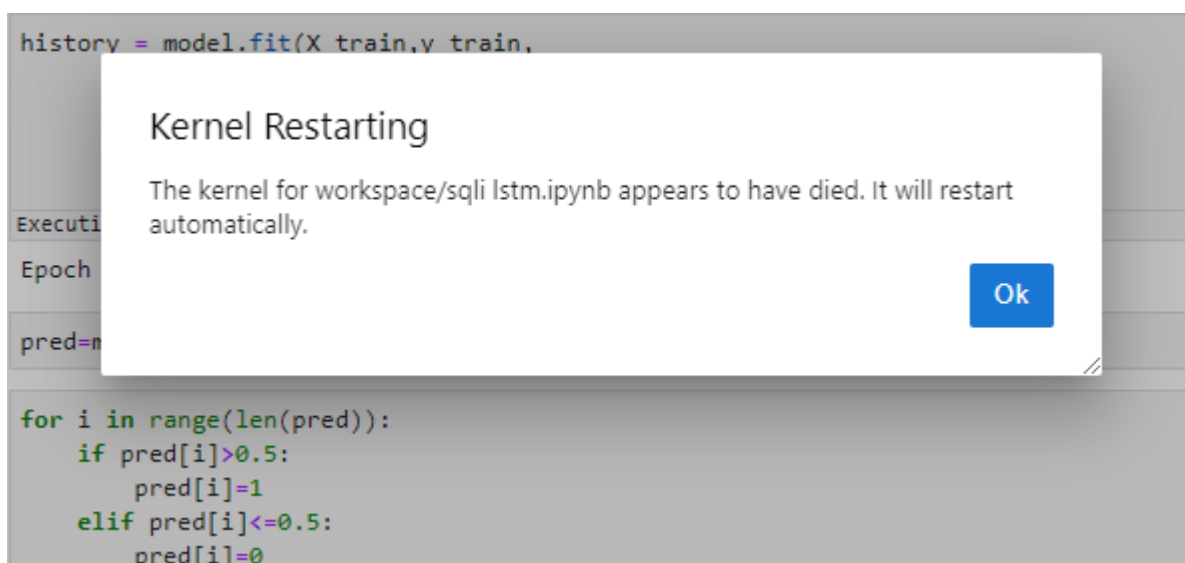 history = model.fit(X_train,y_train,
Kernel Restarting
The kernel for workspace/sqli lstm.ipynb appears to have died. It will restart
automatically.
Executi
Epoch
Ok
pred=m
for i in range(len(pred)):
if pred[i]>0.5:
pred[i]=1
elif pred[i]<=0.5:
pred[i]=0